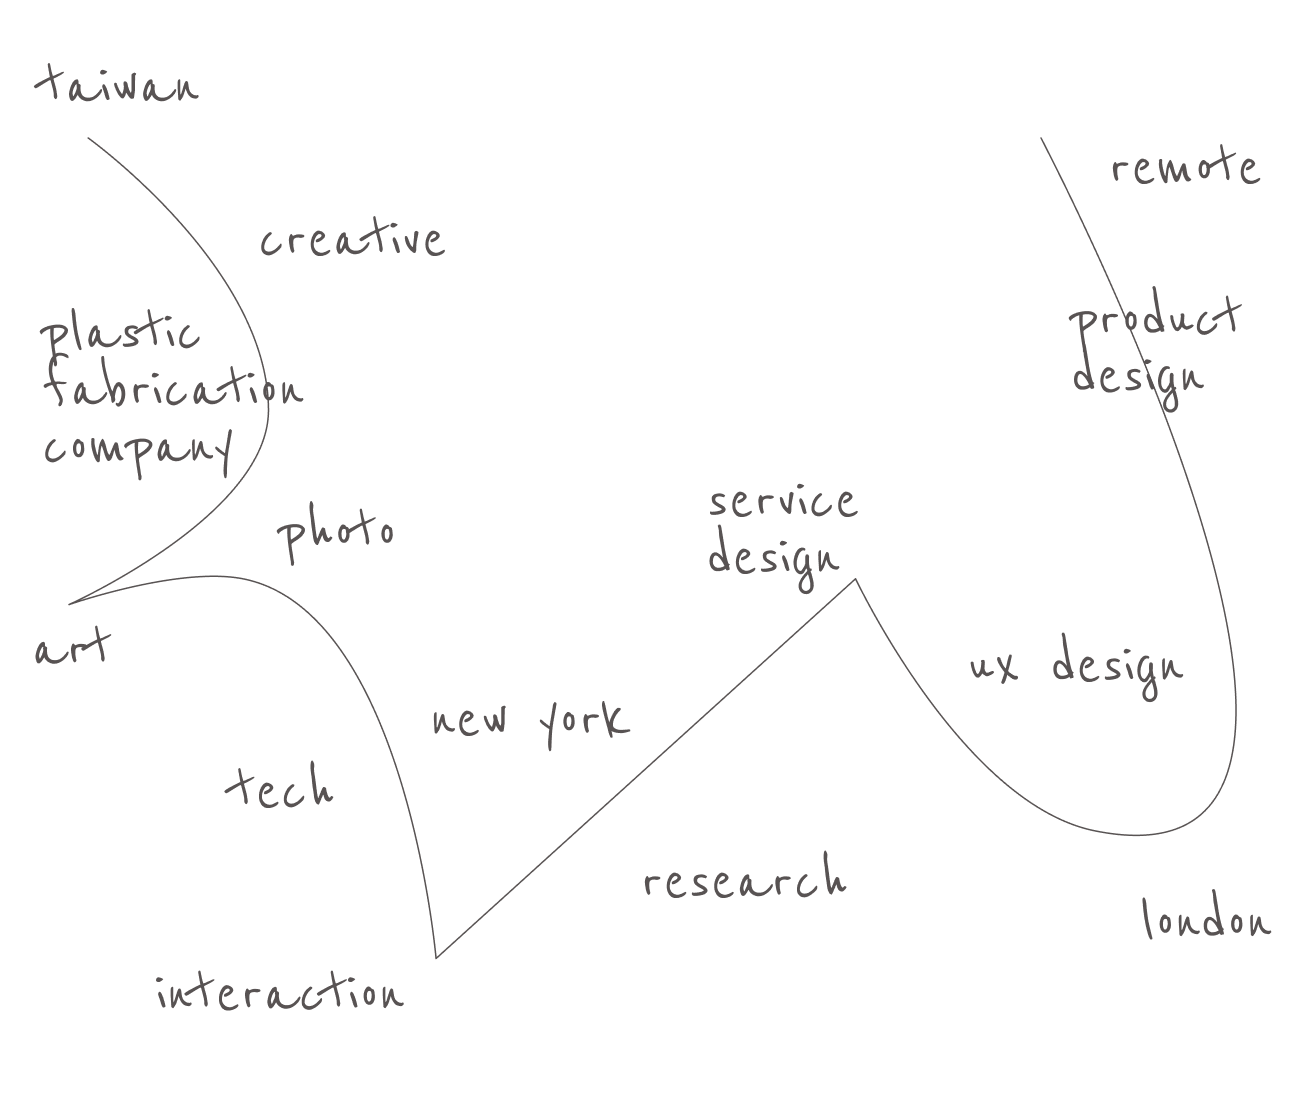 taiwan
creative
plastic
fabrication
company
photo
art
tech
new york
interaction
research
service
design
ux design
london
product
design
remote